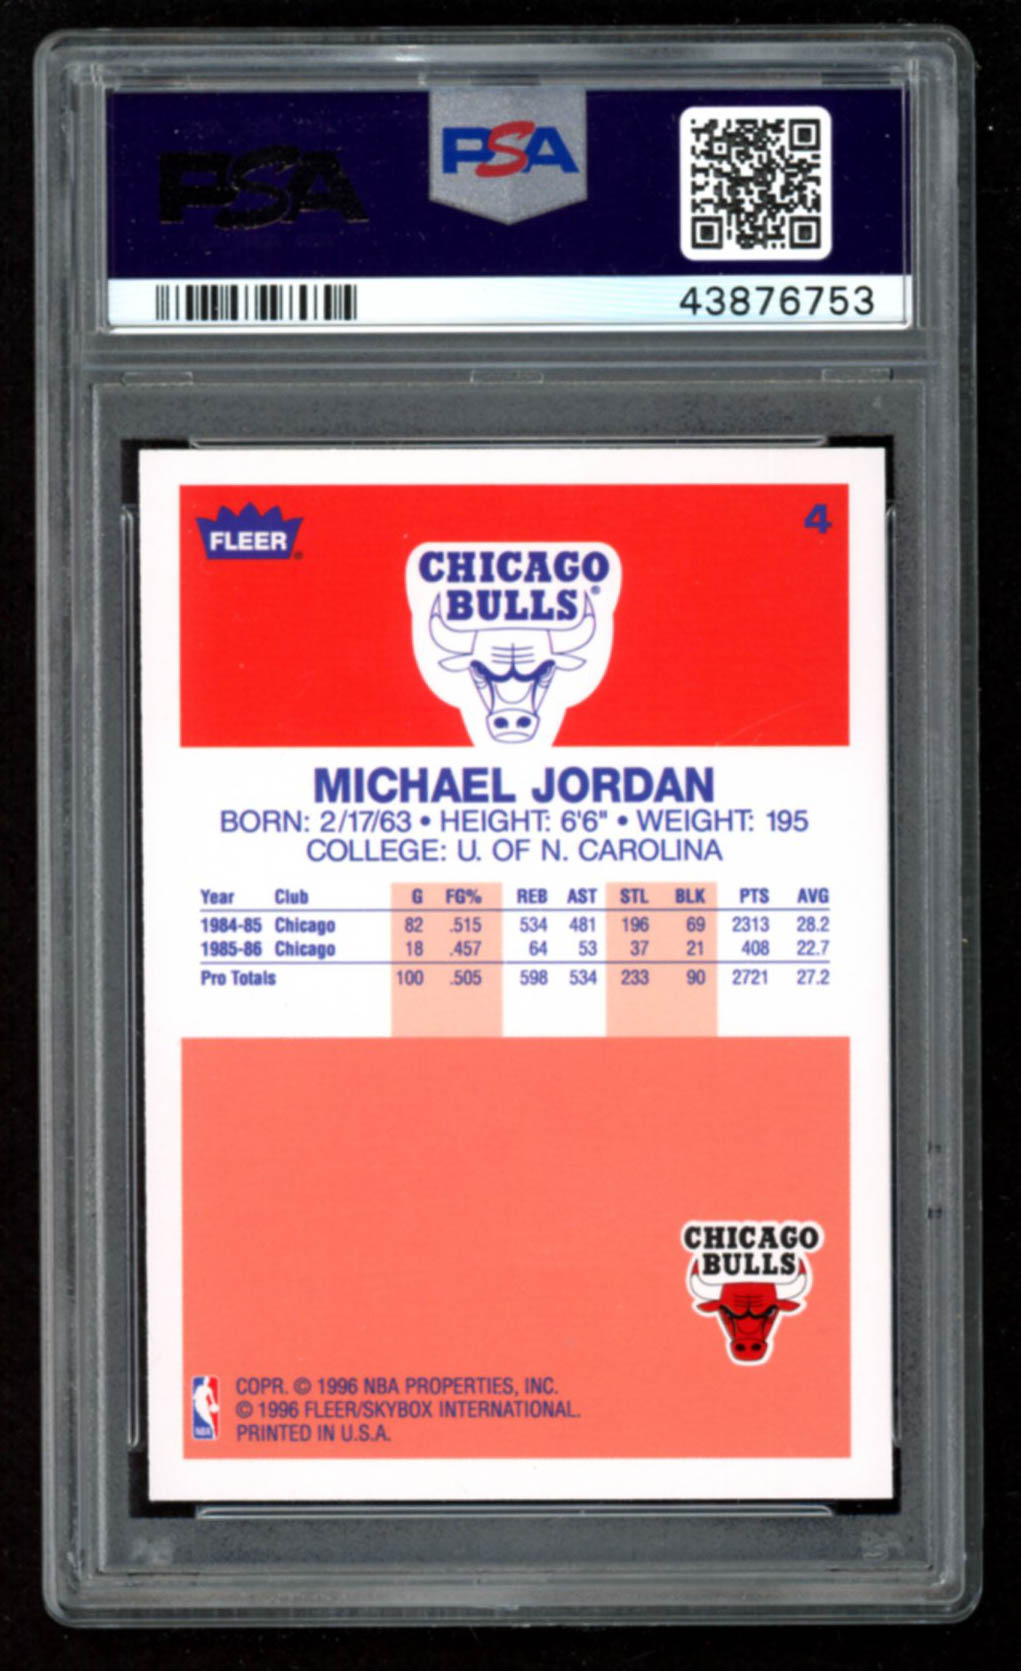 PSA
PSA
43876753
FLEER®
4
CHICAGO
BULLS®
MICHAEL JORDAN
BORN: 2/17/63 • HEIGHT: 6'6" • WEIGHT: 195
COLLEGE: U. OF N. CAROLINA
Year Club G FG% REB AST STL BLK PTS AVG
1984-85 Chicago 82 .515 534 481 196 69 2313 28.2
1985-86 Chicago 18 .457 64 53 37 21 408 22.7
Pro Totals 100 .505 598 534 233 90 2721 27.2
CHICAGO
BULLS
NBA
COPR. © 1996 NBA PROPERTIES, INC.
© 1996 FLEER/SKYBOX INTERNATIONAL.
PRINTED IN U.S.A.